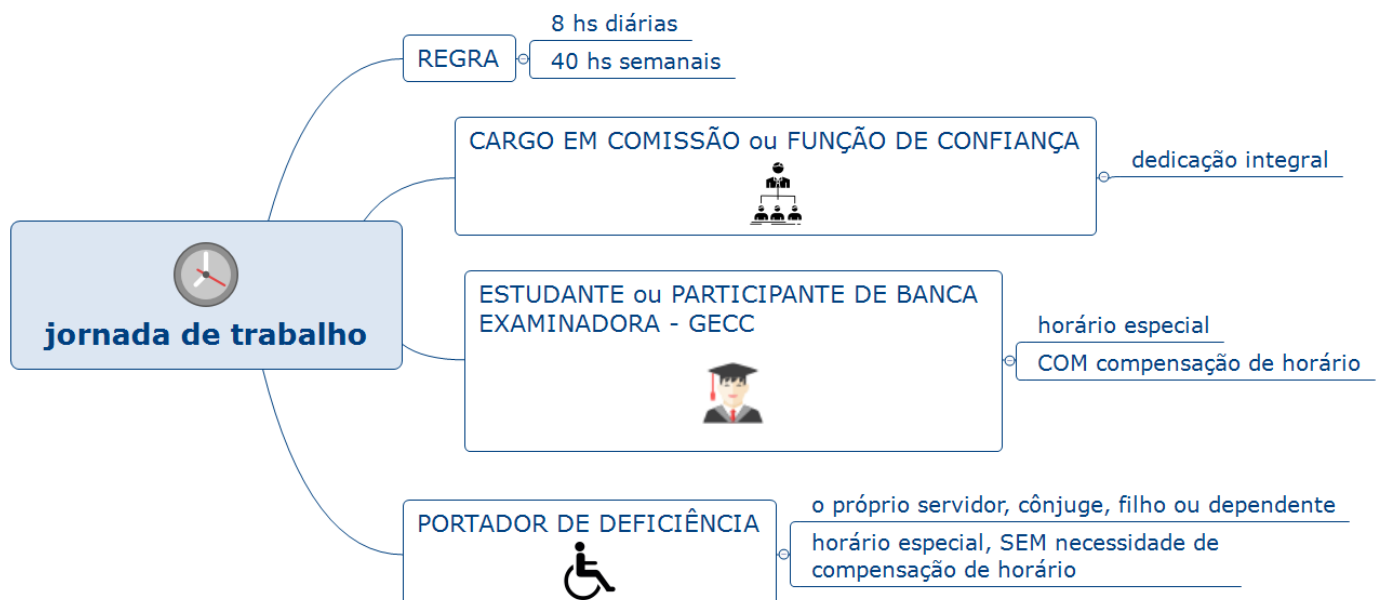 jornada de trabalho
REGRA
8 hs diárias
40 hs semanais
CARGO EM COMISSÃO ou FUNÇÃO DE CONFIANÇA
dedicação integral
ESTUDANTE ou PARTICIPANTE DE BANCA
EXAMINADORA - GECC
horário especial
COM compensação de horário
PORTADOR DE DEFICIÊNCIA
o próprio servidor, cônjuge, filho ou dependente
horário especial, SEM necessidade de
compensação de horário